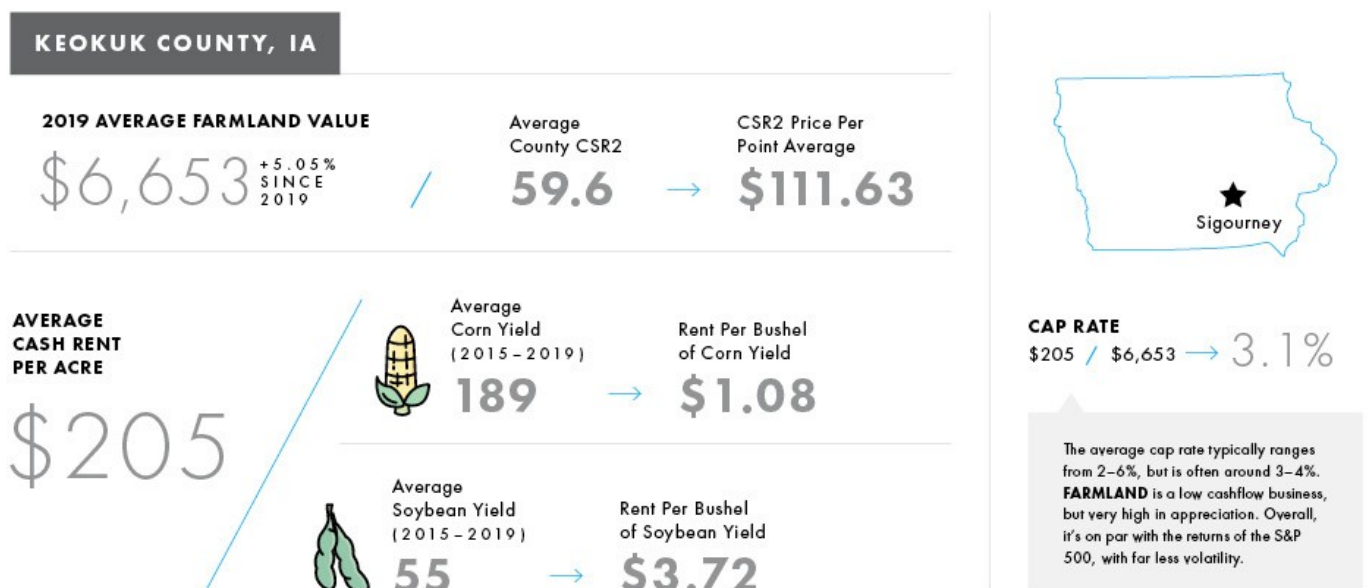 KEOKUK COUNTY, IA
2019 AVERAGE FARMLAND VALUE
$6,653
+5.05%
SINCE
2019
/
Average
County CSR2
59.6
→
CSR2 Price Per
Point Average
$111.63
AVERAGE
CASH RENT
PER ACRE
$205
Average
Corn Yield
(2015–2019)
189
→
Rent Per Bushel
of Corn Yield
$1.08
Average
Soybean Yield
(2015–2019)
55
→
Rent Per Bushel
of Soybean Yield
$3.72
Sigourney
CAP RATE
$205 / $6,653 → 3.1%
The average cap rate typically ranges
from 2–6%, but is often around 3–4%.
FARMLAND is a low cashflow business,
but very high in appreciation. Overall,
it's on par with the returns of the S&P
500, with far less volatility.